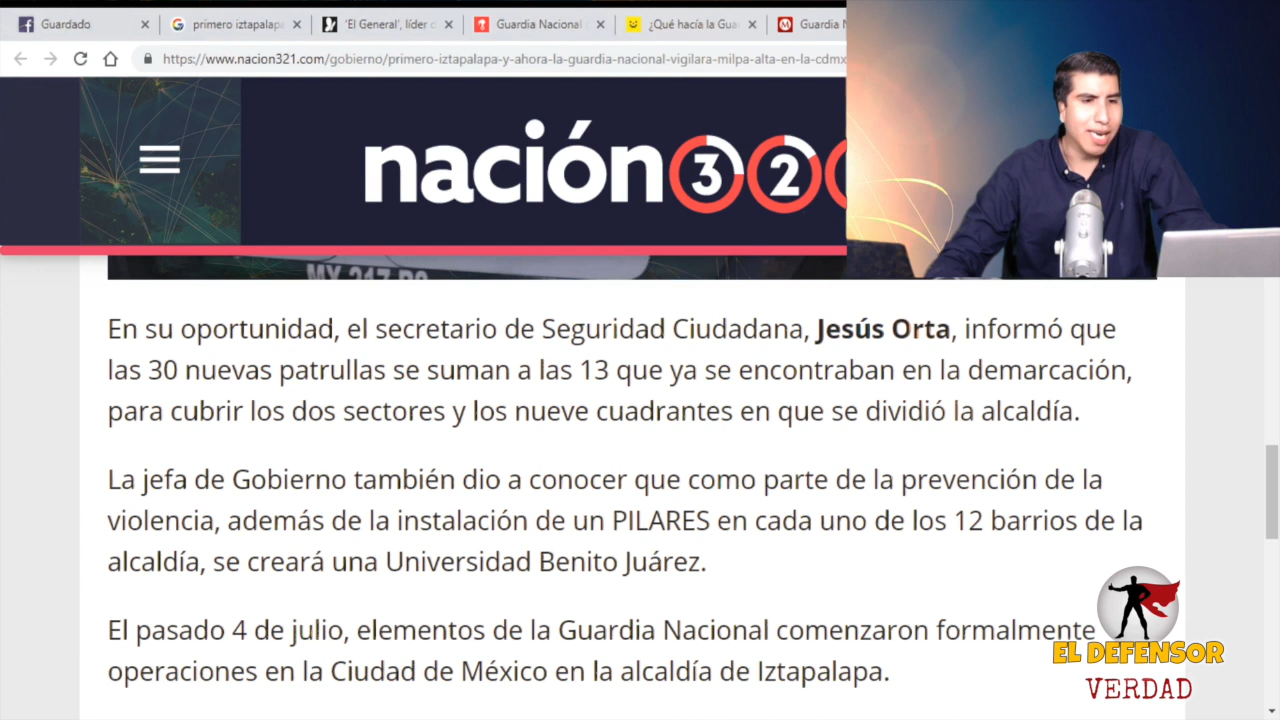 Guardado
primero iztapalap
'El General', líder c
Guardia Nacional
¿Qué hacía la Gua
Guardia N
https://www.nacion321.com/gobierno/primero-iztapalapa-y-ahora-la-guardia-nacional-vigilara-milpa-alta-en-la-cdmx
nación32
En su oportunidad, el secretario de Seguridad Ciudadana, Jesús Orta, informó que
las 30 nuevas patrullas se suman a las 13 que ya se encontraban en la demarcación,
para cubrir los dos sectores y los nueve cuadrantes en que se dividió la alcaldía.
La jefa de Gobierno también dio a conocer que como parte de la prevención de la
violencia, además de la instalación de un PILARES en cada uno de los 12 barrios de la
alcaldía, se creará una Universidad Benito Juárez.
El pasado 4 de julio, elementos de la Guardia Nacional comenzaron formalmente
operaciones en la Ciudad de México en la alcaldía de Iztapalapa.
EL DEFENSOR
VERDAD